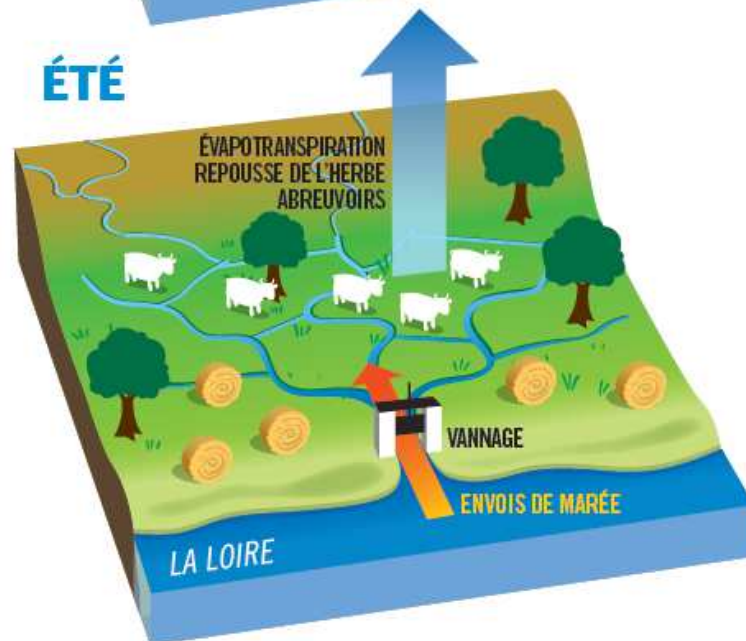 ÉTÉ
ÉVAPOTRANSPIRATION
REPOUSSE DE L'HERBE
ABREUVOIRS
VANNAGE
ENVOIS DE MARÉE
LA LOIRE